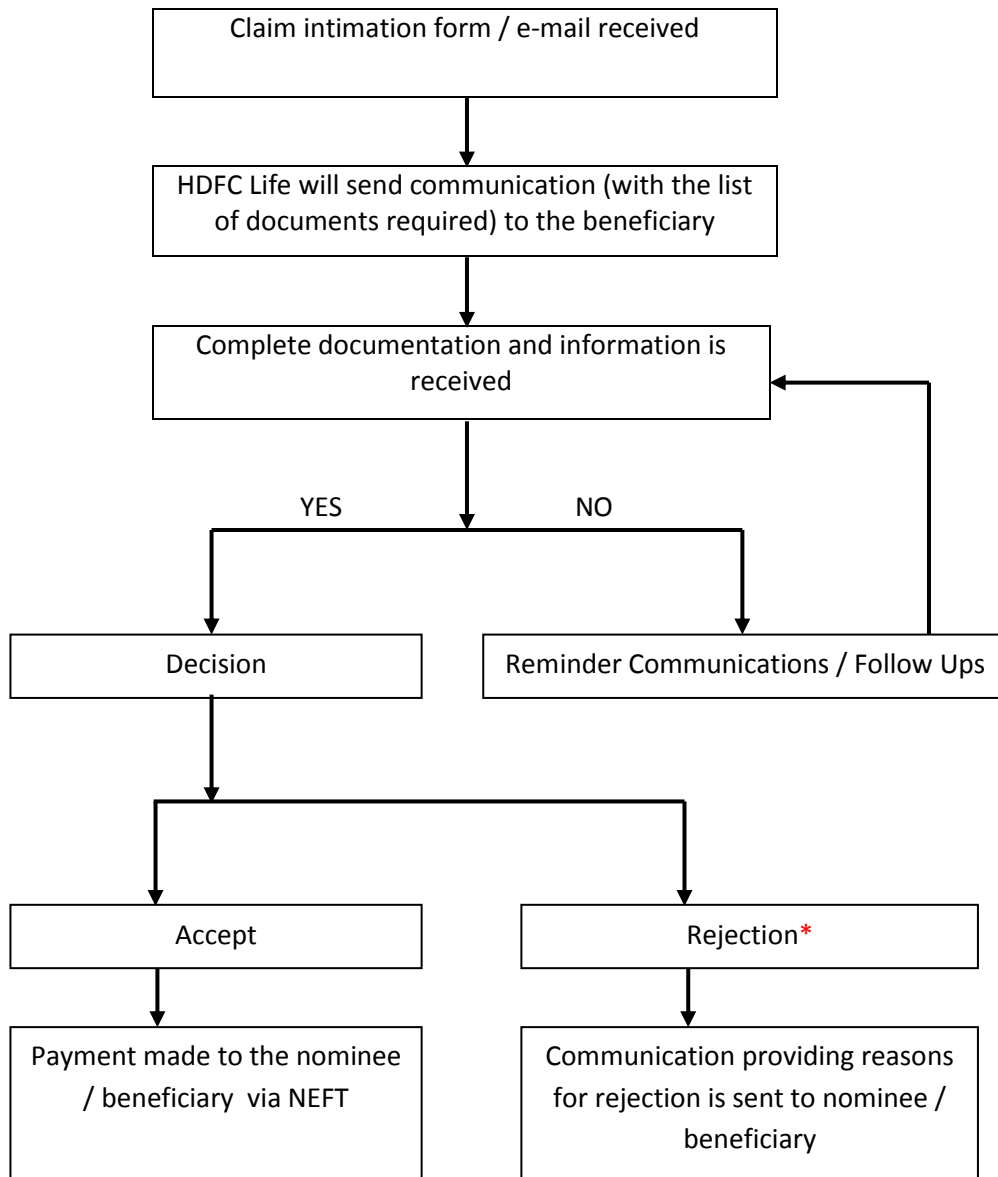 Claim intimation form / e-mail received
HDFC Life will send communication (with the list
of documents required) to the beneficiary
Complete documentation and information is
received
YES
NO
Decision
Reminder Communications / Follow Ups
Accept
Rejection*
Payment made to the nominee
/ beneficiary via NEFT
Communication providing reasons
for rejection is sent to nominee /
beneficiary